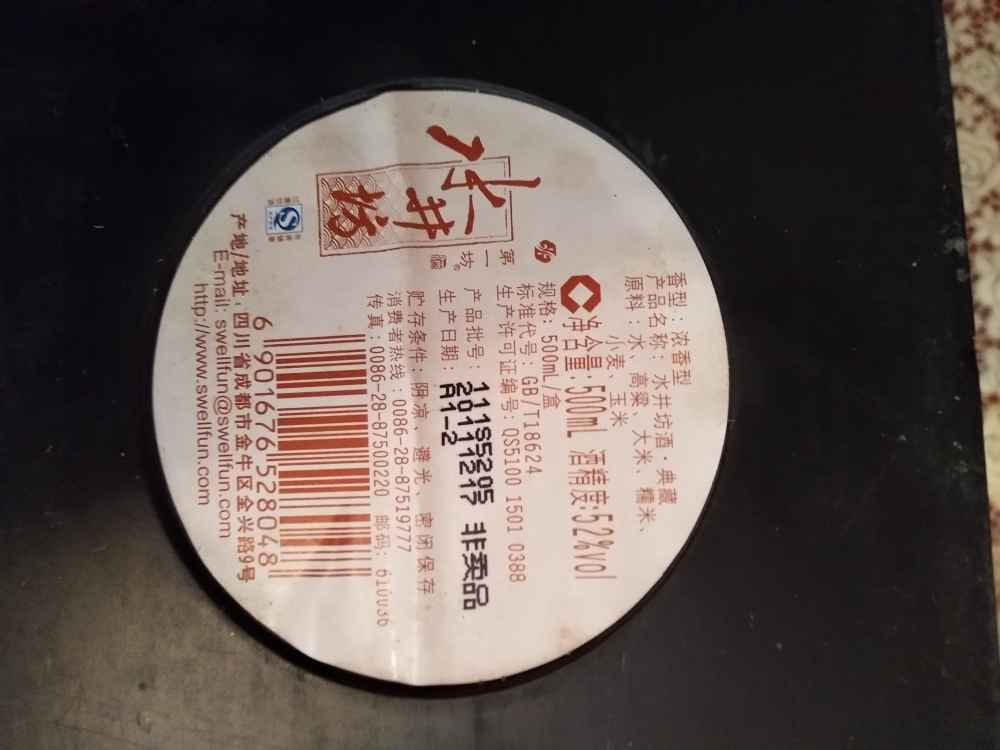 水井坊
第一坊®
香型：浓香型
产品名称：水井坊酒·典藏
原料：水、高粱、大米、糯米、
小麦、玉米
净含量:500mL 酒精度:52%vol
规格：500ml/盒
标准代号：GB/T18624
生产许可证编号：QS5100 1501 0388
产品批号：111S5205 非卖品
生产日期：20111217
A1-2
贮存条件：阴凉、避光、密闭保存。
消费者热线：0086-28-87519777
传真：0086-28-87500220 邮码：610036
6 901676 528048
产地/地址：四川省成都市金牛区金兴路9号
E-mail: swellfun@swellfun.com
http://www.swellfun.com